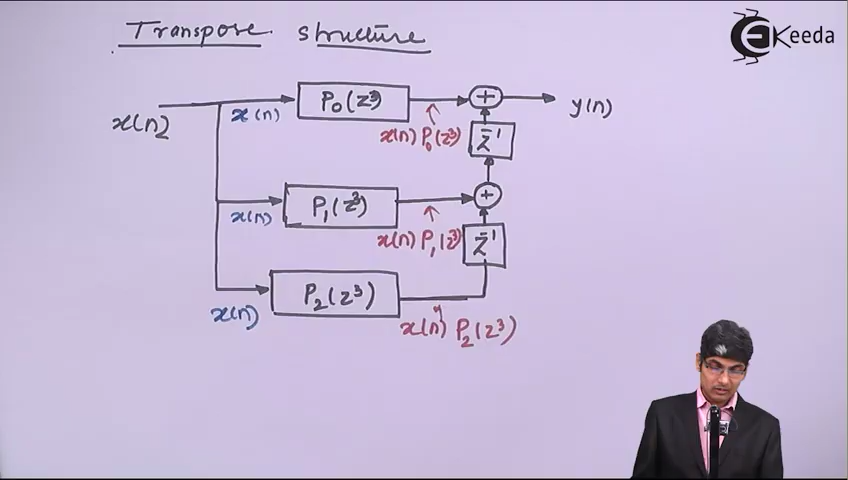 Transpose structure
Ekeeda
x(n)
x(n)
P₀(z³)
x(n) P₀(z³)
+
y(n)
z⁻¹
x(n)
P₁(z³)
x(n) P₁(z³)
+
z⁻¹
x(n)
P₂(z³)
x(n) P₂(z³)